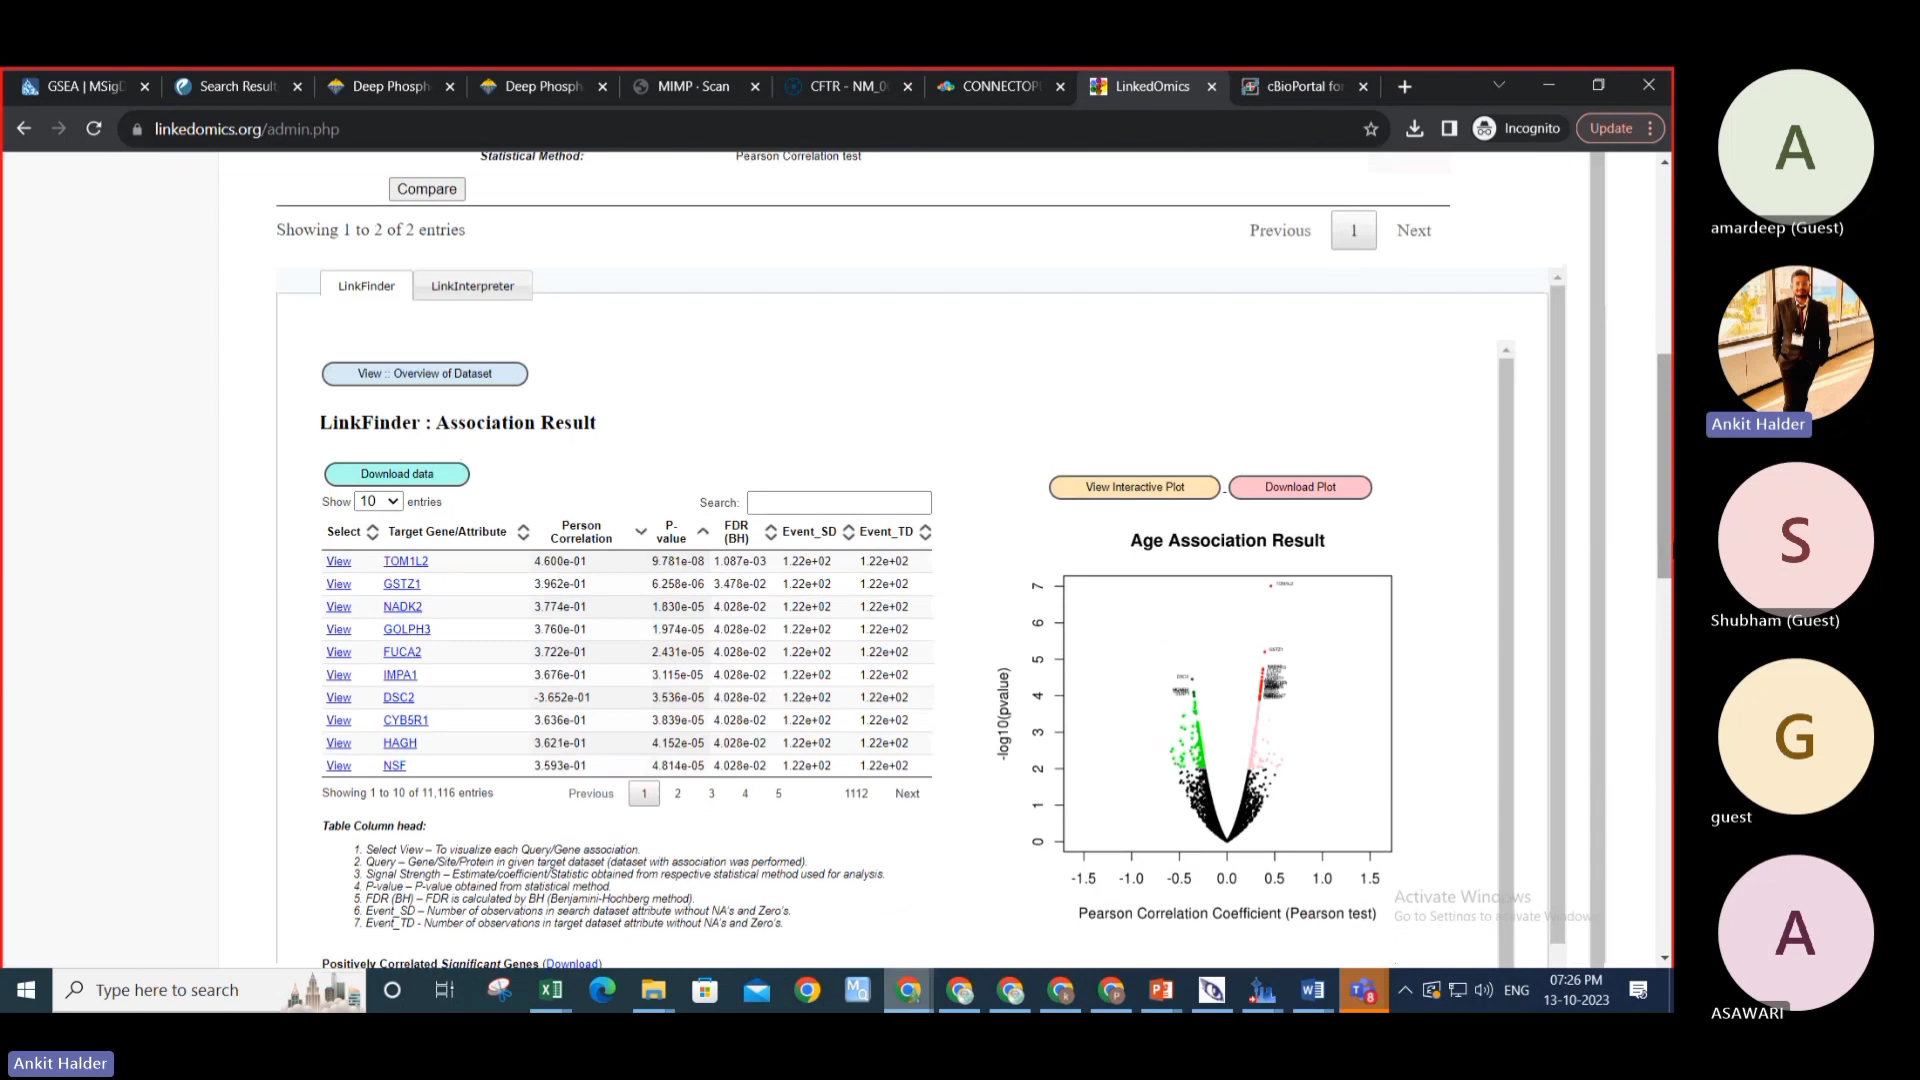 GSEA | MSigD
Search Result
Deep Phosph
Deep Phosph
MIMP · Scan
CFTR - NM_0
CONNECTOP
LinkedOmics
cBioPortal for
linkedomics.org/admin.php
Incognito
Update
Statistical Method: Pearson Correlation test
Compare
Showing 1 to 2 of 2 entries
Previous 1 Next
LinkFinder LinkInterpreter
View :: Overview of Dataset
LinkFinder : Association Result
Download data
Show 10 entries Search:
Select Target Gene/Attribute Person Correlation P-value FDR (BH) Event_SD Event_TD
View TOM1L2 4.600e-01 9.781e-08 1.087e-03 1.22e+02 1.22e+02
View GSTZ1 3.962e-01 6.258e-06 3.478e-02 1.22e+02 1.22e+02
View NADK2 3.774e-01 1.830e-05 4.028e-02 1.22e+02 1.22e+02
View GOLPH3 3.760e-01 1.974e-05 4.028e-02 1.22e+02 1.22e+02
View FUCA2 3.722e-01 2.431e-05 4.028e-02 1.22e+02 1.22e+02
View IMPA1 3.676e-01 3.115e-05 4.028e-02 1.22e+02 1.22e+02
View DSC2 -3.652e-01 3.536e-05 4.028e-02 1.22e+02 1.22e+02
View CYB5R1 3.636e-01 3.839e-05 4.028e-02 1.22e+02 1.22e+02
View HAGH 3.621e-01 4.152e-05 4.028e-02 1.22e+02 1.22e+02
View NSF 3.593e-01 4.814e-05 4.028e-02 1.22e+02 1.22e+02
Showing 1 to 10 of 11,116 entries Previous 1 2 3 4 5 1112 Next
Table Column head:
1. Select View – To visualize each Query/Gene association.
2. Query – Gene/Site/Protein in given target dataset (dataset with association was performed).
3. Signal Strength – Estimate/coefficient/Statistic obtained from respective statistical method used for analysis.
4. P-value – P-value obtained from statistical method.
5. FDR (BH) – FDR is calculated by BH (Benjamini-Hochberg method).
6. Event_SD – Number of observations in search dataset attribute without NA's and Zero's.
7. Event_TD - Number of observations in target dataset attribute without NA's and Zero's.
Positively Correlated Significant Genes (Download)
View Interactive Plot - Download Plot
Age Association Result
TOM1L2
GSTZ1
DSC2
-log10(pvalue)
7
6
5
4
3
2
1
0
-1.5 -1.0 -0.5 0.0 0.5 1.0 1.5
Pearson Correlation Coefficient (Pearson test)
Activate Windows
Go to Settings to activate Windows
Type here to search
ENG
07:26 PM
13-10-2023
A
amardeep (Guest)
Ankit Halder
S
Shubham (Guest)
G
guest
A
ASAWARI
Ankit Halder